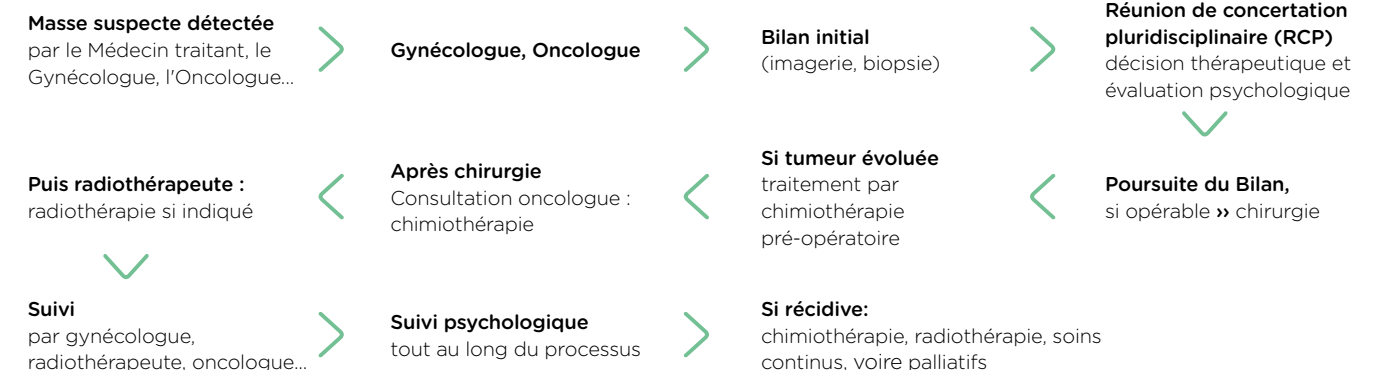 Masse suspecte détectée
par le Médecin traitant, le
Gynécologue, l'Oncologue...
Gynécologue, Oncologue
Bilan initial
(imagerie, biopsie)
Réunion de concertation
pluridisciplinaire (RCP)
décision thérapeutique et
évaluation psychologique
Poursuite du Bilan,
si opérable ›› chirurgie
Si tumeur évoluée
traitement par
chimiothérapie
pré-opératoire
Après chirurgie
Consultation oncologue :
chimiothérapie
Puis radiothérapeute :
radiothérapie si indiqué
Suivi
par gynécologue,
radiothérapeute, oncologue...
Suivi psychologique
tout au long du processus
Si récidive:
chimiothérapie, radiothérapie, soins
continus, voire palliatifs